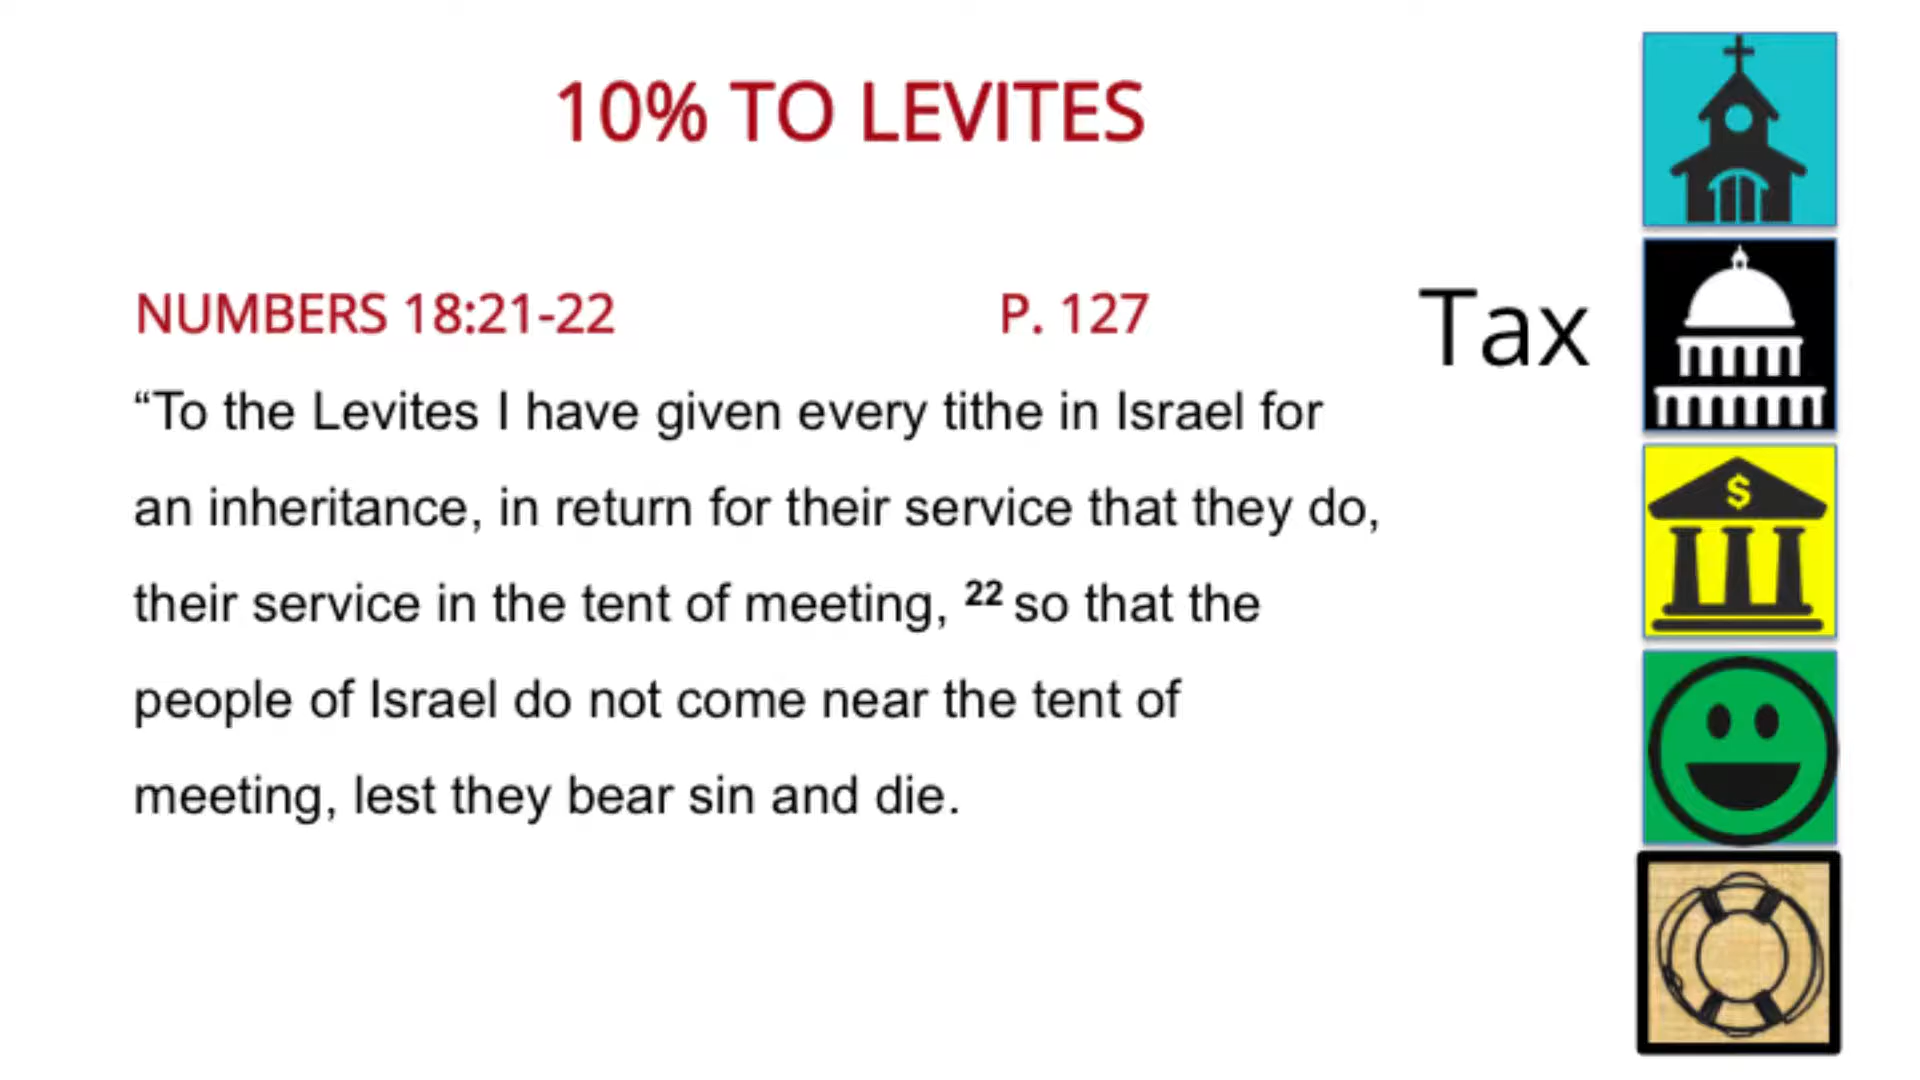 10% TO LEVITES
NUMBERS 18:21-22 P. 127
Tax
“To the Levites I have given every tithe in Israel for
an inheritance, in return for their service that they do,
their service in the tent of meeting, 22 so that the
people of Israel do not come near the tent of
meeting, lest they bear sin and die.
$